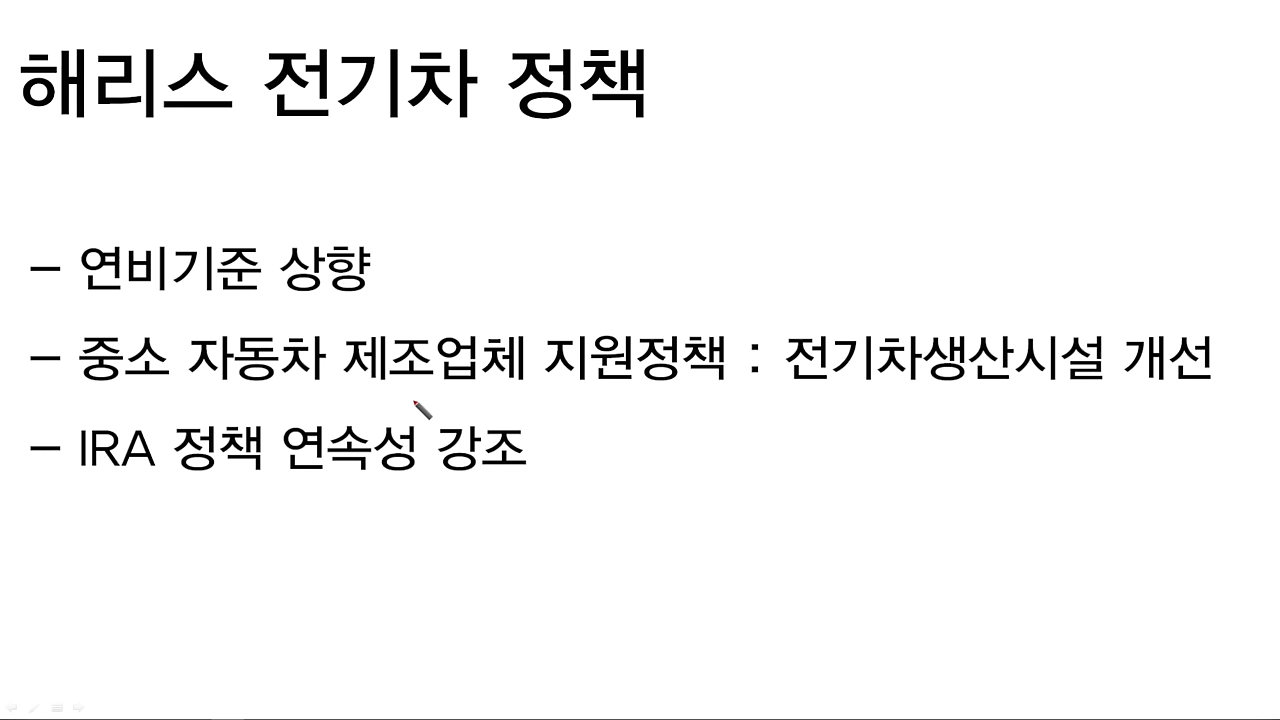 해리스 전기차 정책
– 연비기준 상향
– 중소 자동차 제조업체 지원정책 : 전기차생산시설 개선
– IRA 정책 연속성 강조